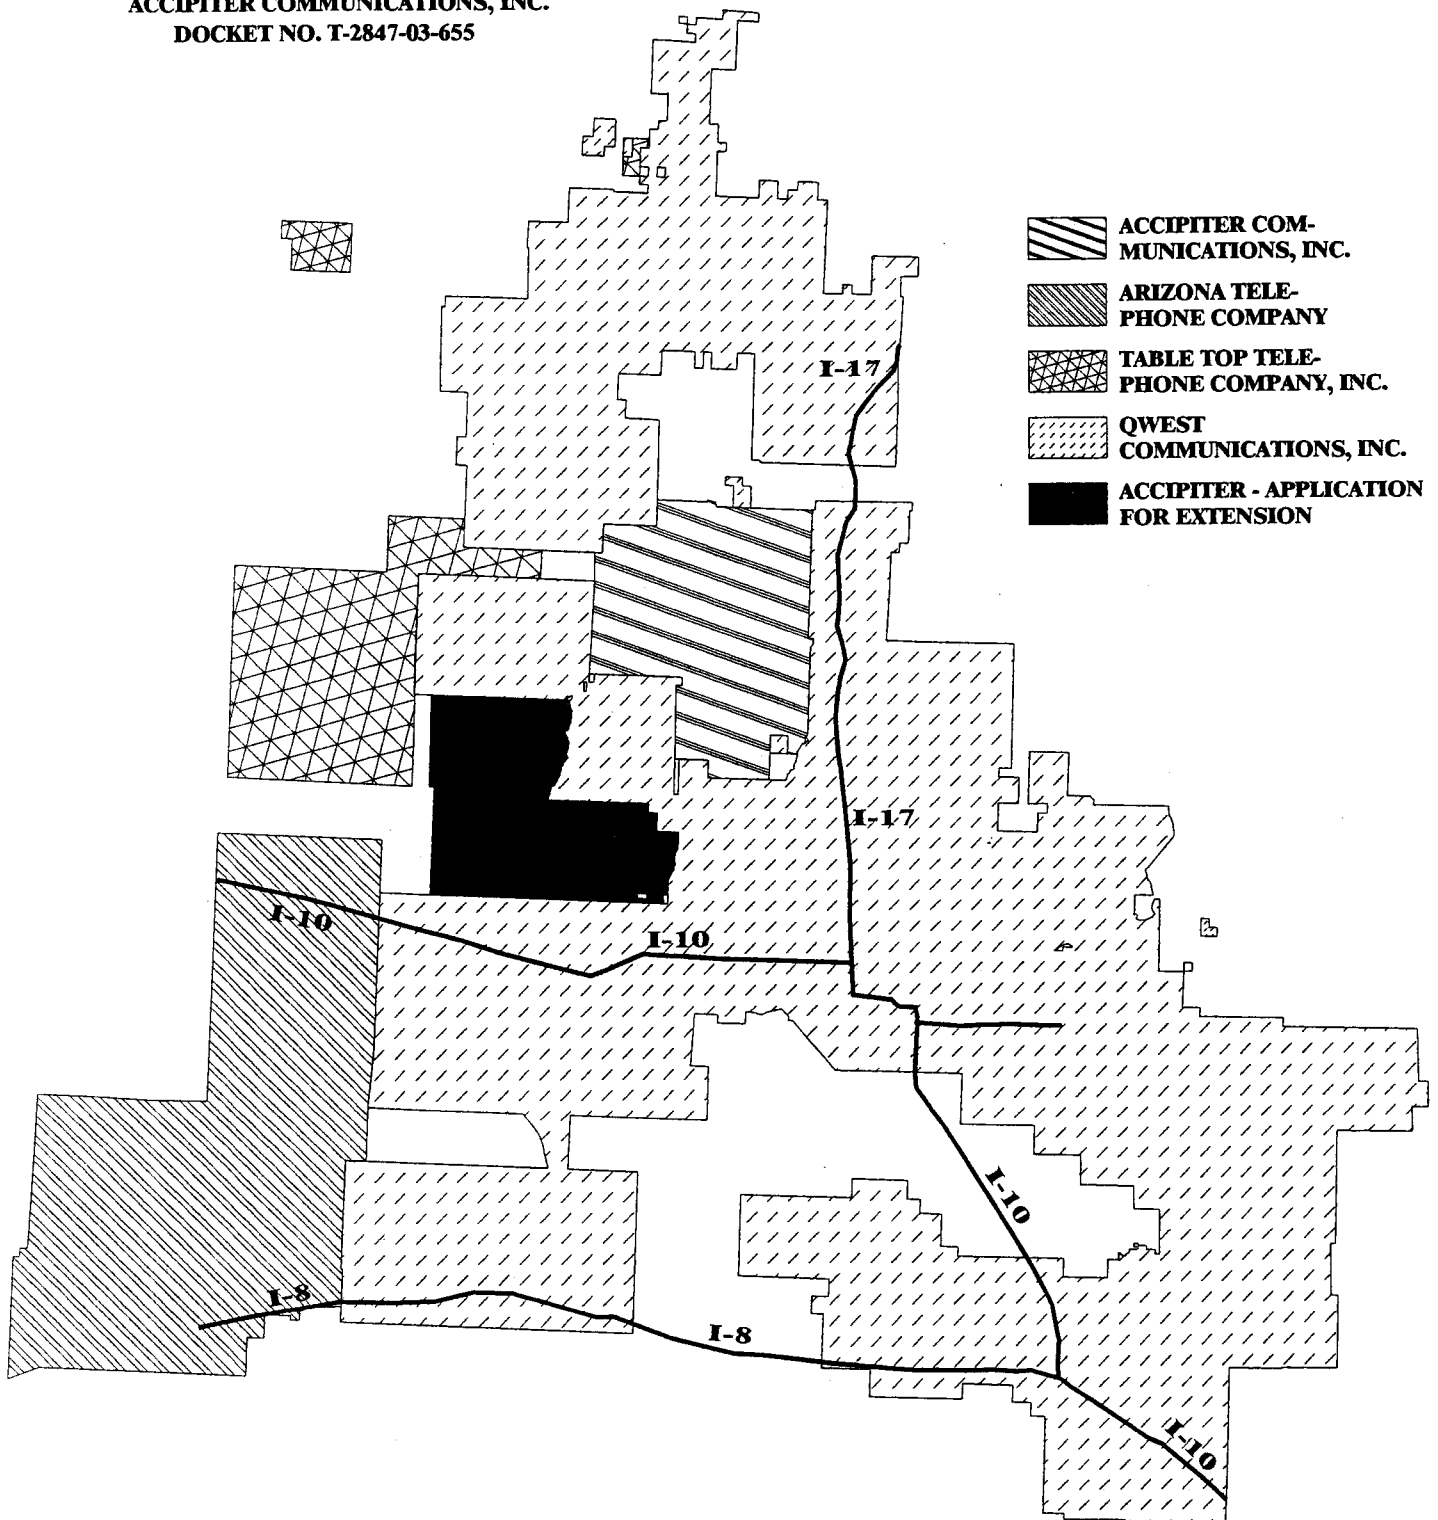 ACCIPITER COMMUNICATIONS, INC.
DOCKET NO. T-2847-03-655
ACCIPITER COM-
MUNICATIONS, INC.
ARIZONA TELE-
PHONE COMPANY
TABLE TOP TELE-
PHONE COMPANY, INC.
QWEST
COMMUNICATIONS, INC.
ACCIPITER - APPLICATION
FOR EXTENSION
I-17
I-17
I-10
I-10
I-10
I-8
I-8
I-10